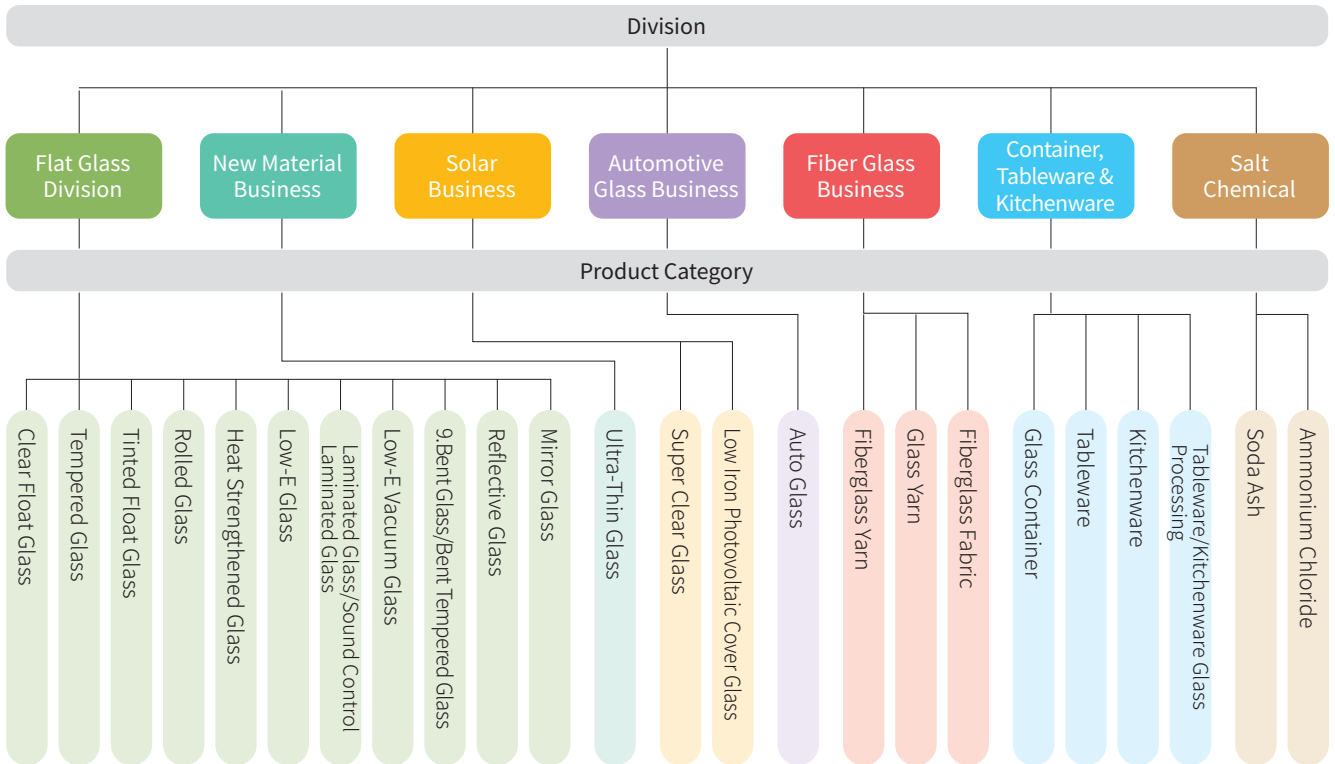 Division
Flat Glass
Division
New Material
Business
Solar
Business
Automotive
Glass Business
Fiber Glass
Business
Container,
Tableware &
Kitchenware
Salt
Chemical
Product Category
Clear Float Glass
Tempered Glass
Tinted Float Glass
Rolled Glass
Heat Strengthened Glass
Low-E Glass
Laminated Glass/Sound Control
Laminated Glass
Low-E Vacuum Glass
9.Bent Glass/Bent Tempered Glass
Reflective Glass
Mirror Glass
Ultra-Thin Glass
Super Clear Glass
Low Iron Photovoltaic Cover Glass
Auto Glass
Fiberglass Yarn
Glass Yarn
Fiberglass Fabric
Glass Container
Tableware
Kitchenware
Tableware/Kitchenware Glass
Processing
Soda Ash
Ammonium Chloride